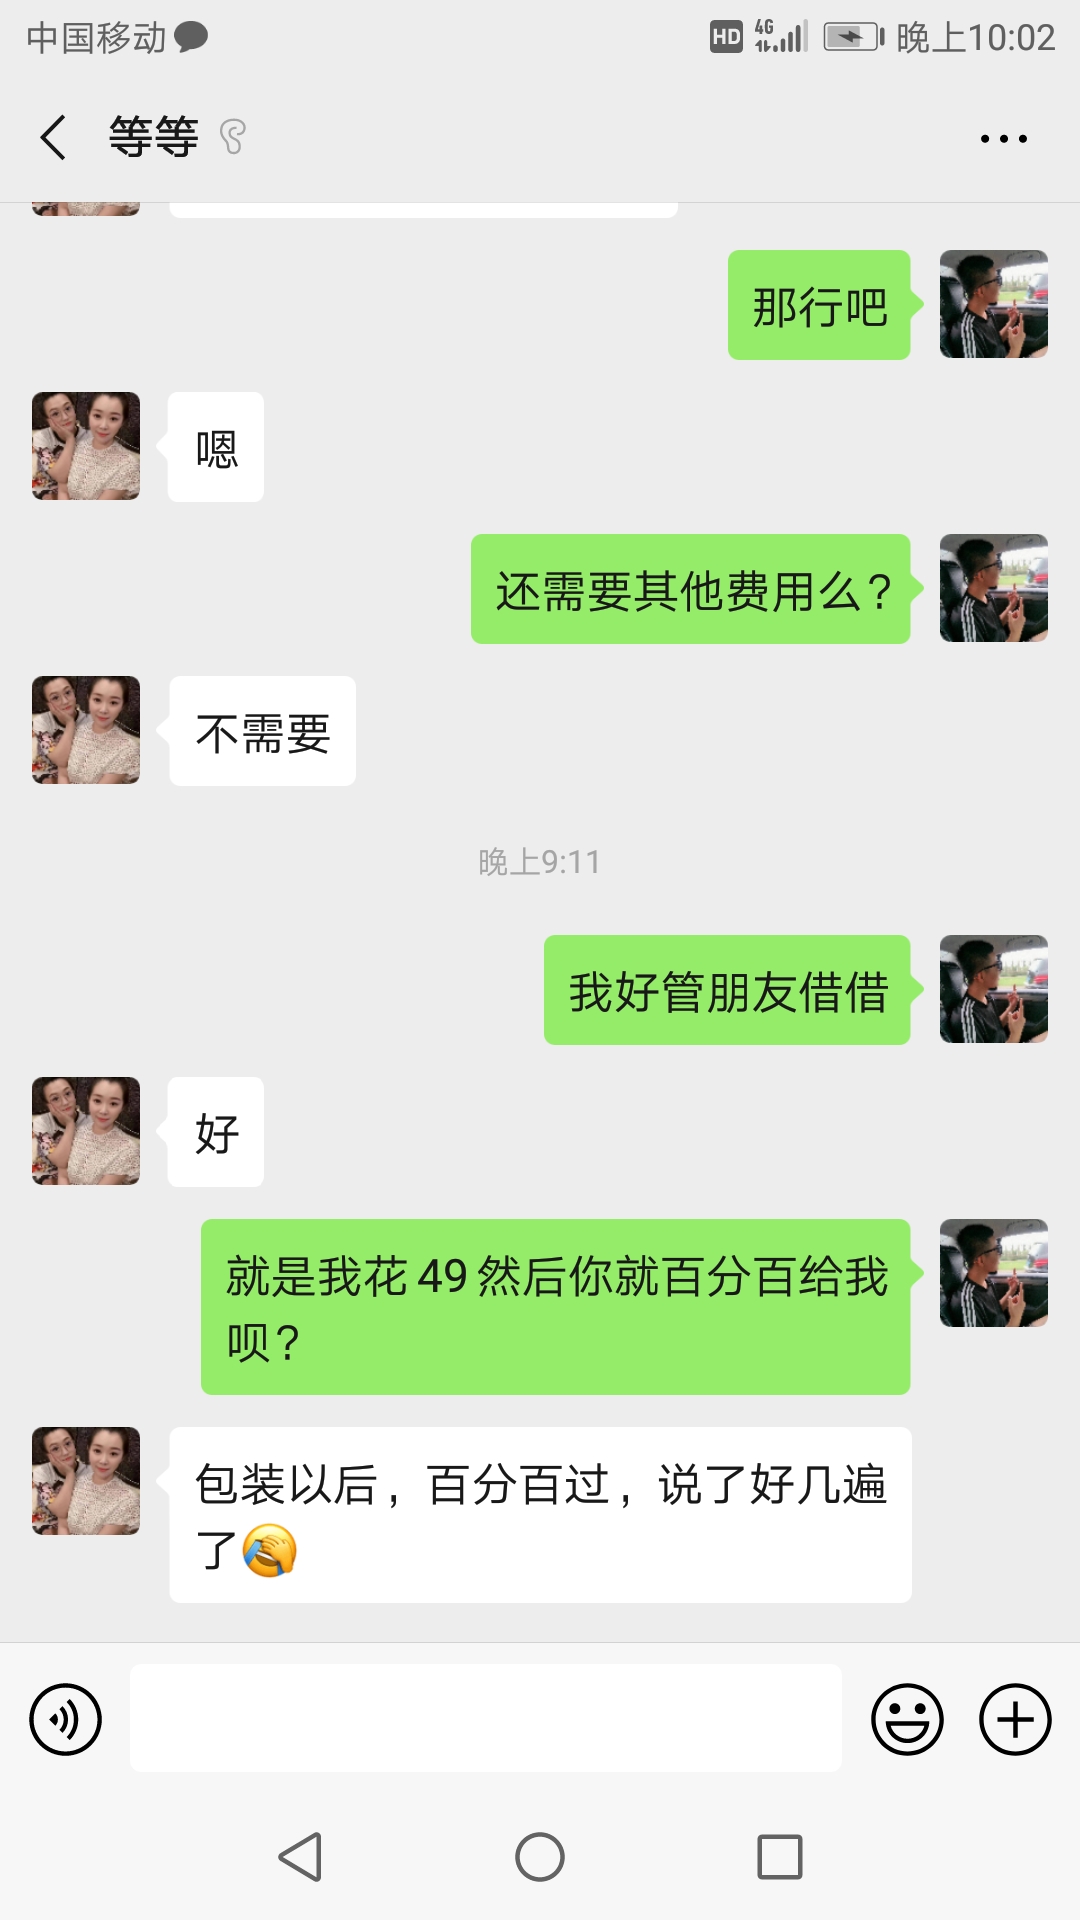 中国移动
HD 4G 晚上10:02
等等
那行吧
嗯
还需要其他费用么？
不需要
晚上9:11
我好管朋友借借
好
就是我花49然后你就百分百给我
呗？
包装以后，百分百过，说了好几遍
了🤦